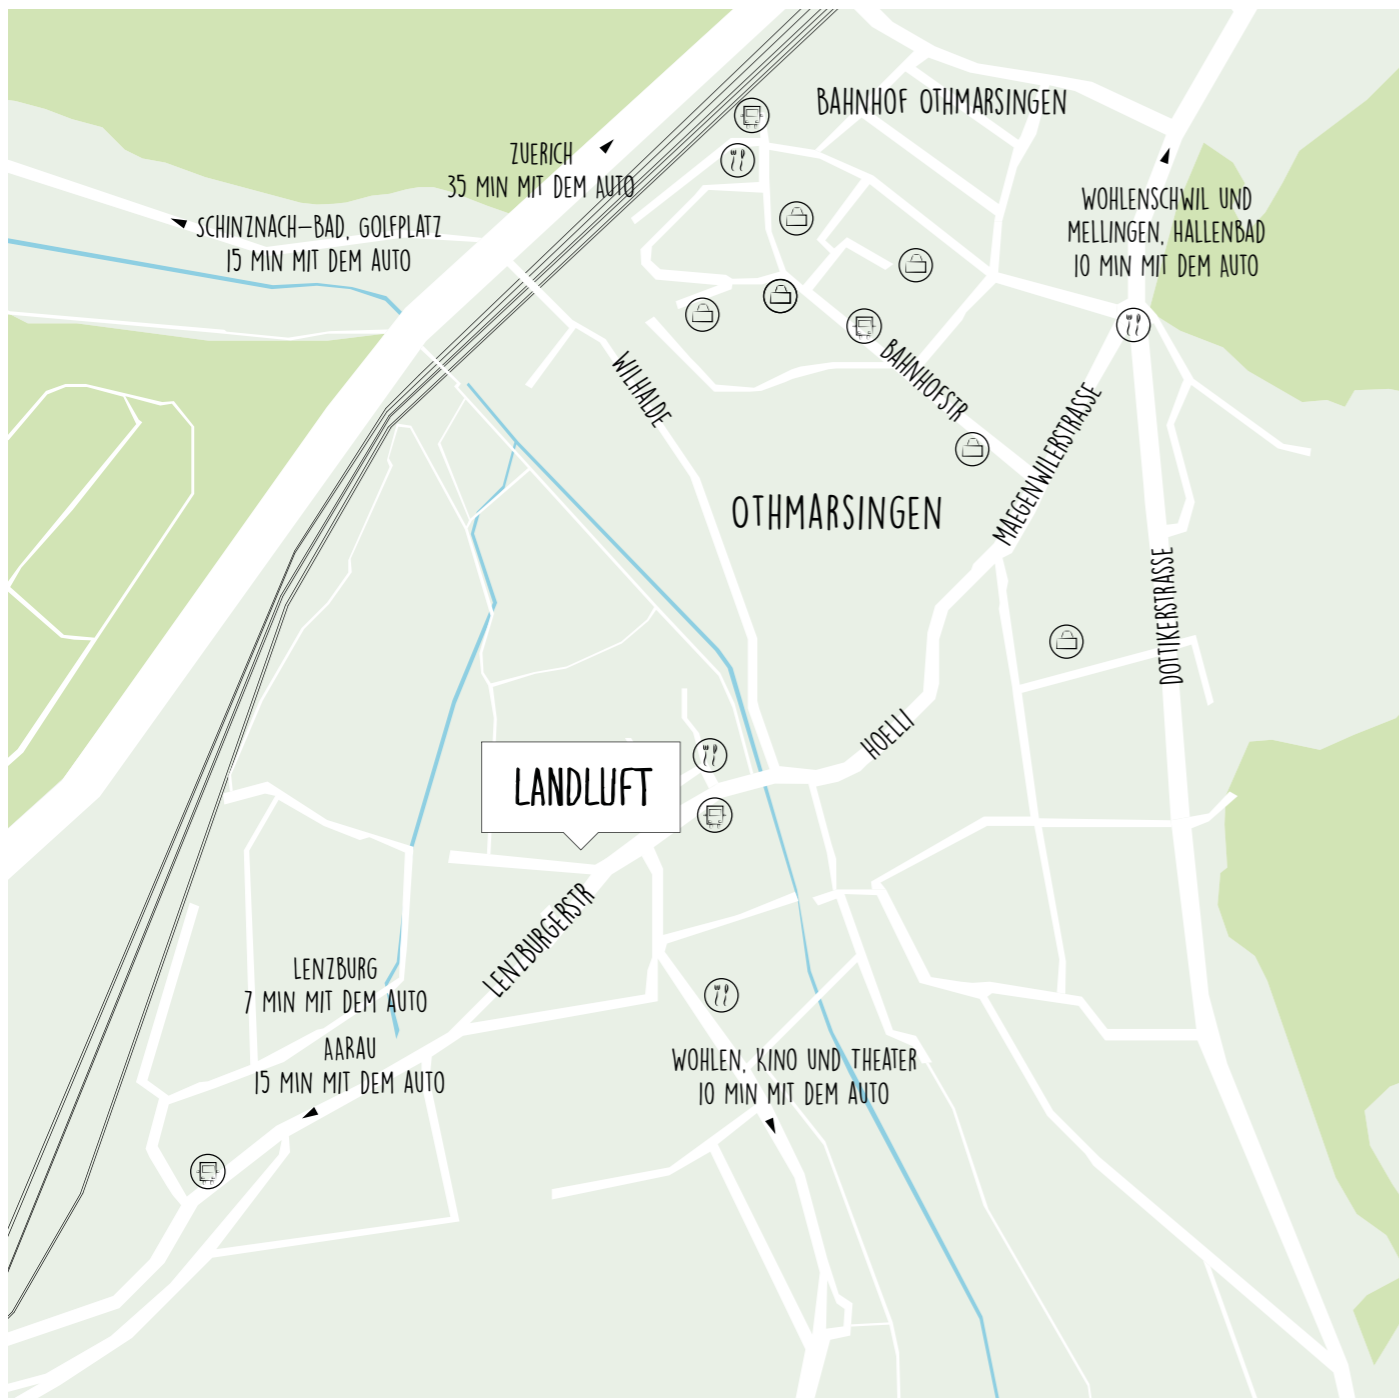 BAHNHOF OTHMARSINGEN
ZUERICH
35 MIN MIT DEM AUTO
SCHINZNACH-BAD, GOLFPLATZ
15 MIN MIT DEM AUTO
WOHLENSCHWIL UND
MELLINGEN, HALLENBAD
10 MIN MIT DEM AUTO
WILHALDE
BAHNHOFSTR
MAEGENWILERSTRASSE
OTHMARSINGEN
DOTTIKERSTRASSE
HOELLI
LANDLUFT
LENZBURGERSTR
LENZBURG
7 MIN MIT DEM AUTO
AARAU
15 MIN MIT DEM AUTO
WOHLEN, KINO UND THEATER
10 MIN MIT DEM AUTO